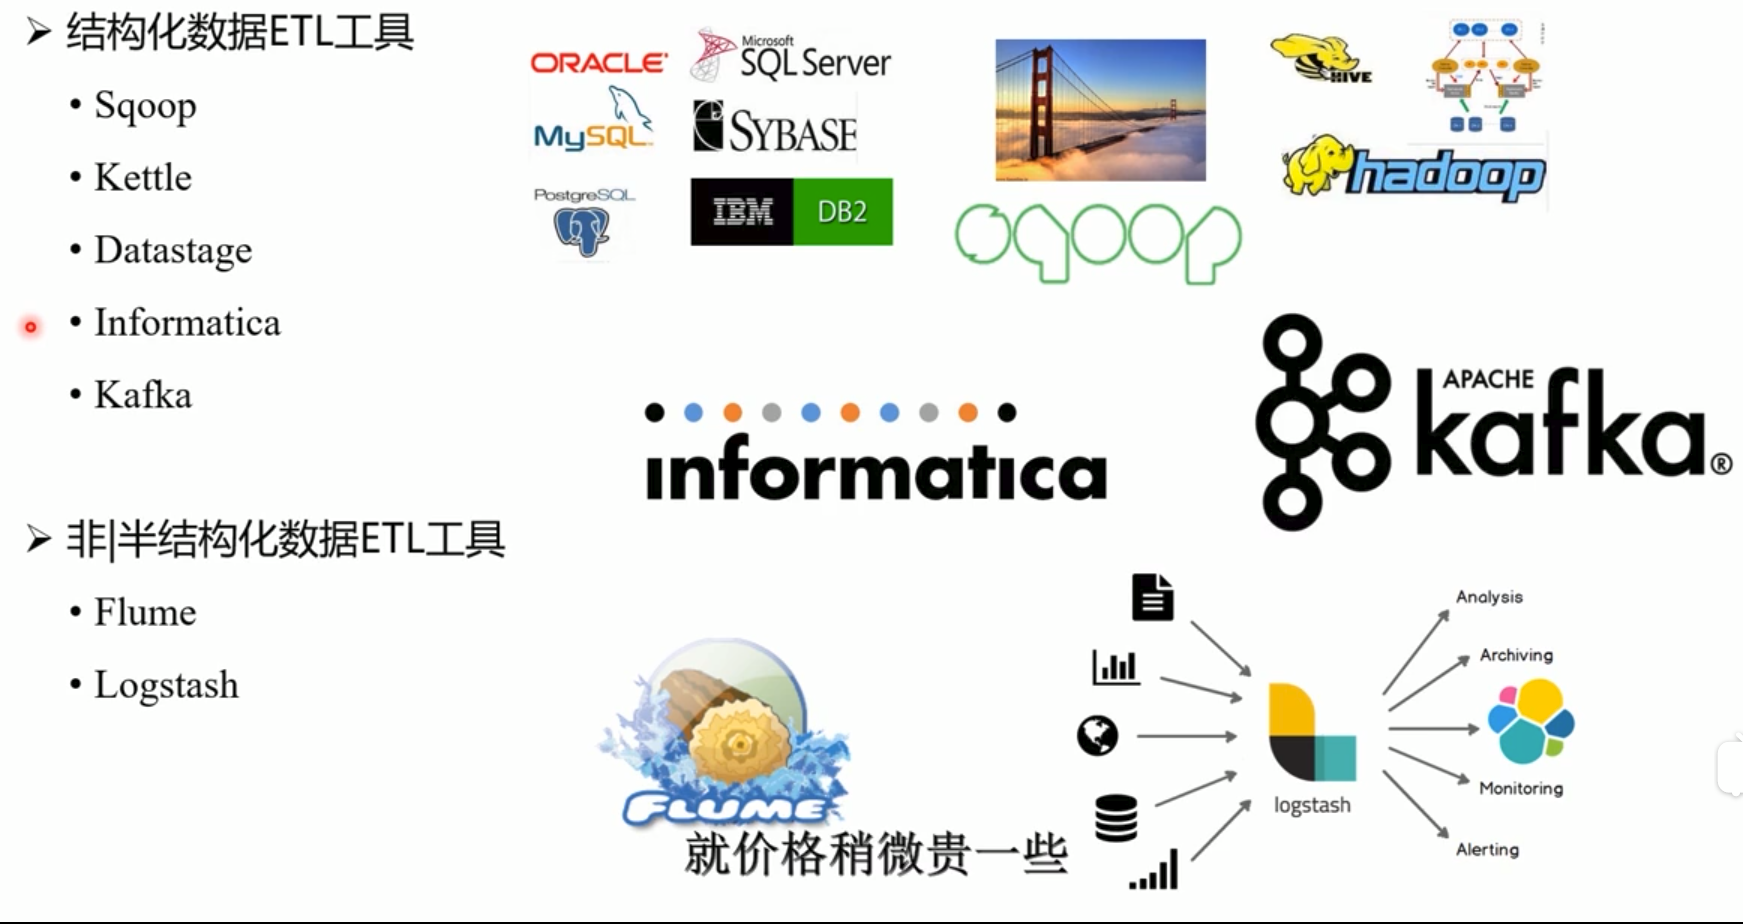 ➢ 结构化数据ETL工具
• Sqoop
• Kettle
• Datastage
• Informatica
• Kafka
ORACLE
Microsoft
SQL Server
MySQL
SYBASE
PostgreSQL
IBM DB2
sqoop
HIVE
hadoop
informatica
APACHE
kafka®
➢ 非|半结构化数据ETL工具
• Flume
• Logstash
FLUME
logstash
Analysis
Archiving
Monitoring
Alerting
就价格稍微贵一些